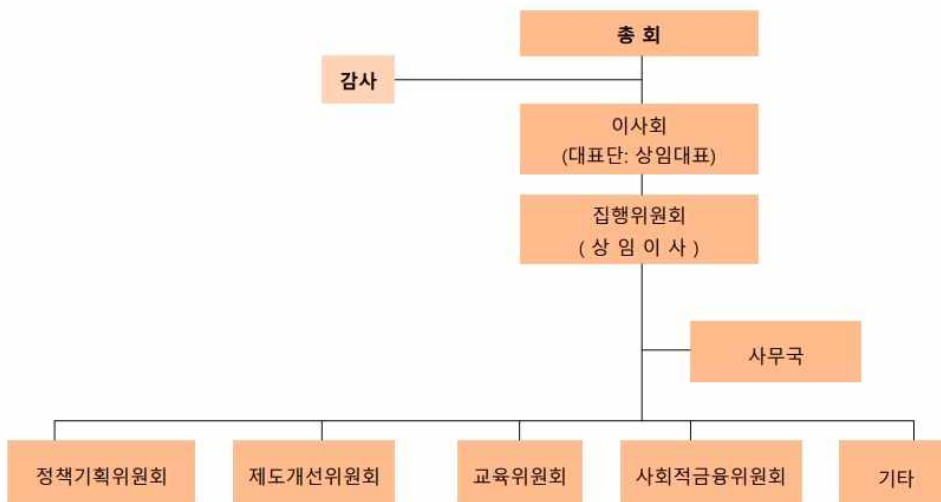 총 회
감사
이사회
(대표단: 상임대표)
집행위원회
( 상 임 이 사 )
사무국
정책기획위원회
제도개선위원회
교육위원회
사회적금융위원회
기타